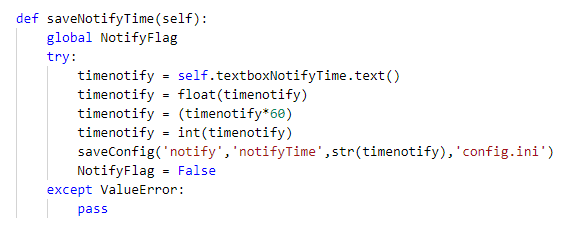 def saveNotifyTime(self):
    global NotifyFlag
    try:
        timenotify = self.textboxNotifyTime.text()
        timenotify = float(timenotify)
        timenotify = (timenotify*60)
        timenotify = int(timenotify)
        saveConfig('notify','notifyTime',str(timenotify),'config.ini')
        NotifyFlag = False
    except ValueError:
        pass